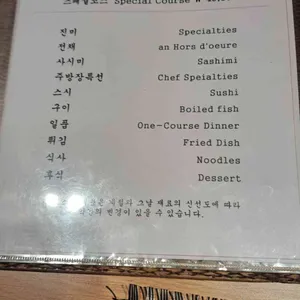 스페셜코스 Special Course ₩
진미 Specialties
전채 an Hors d'oeure
사시미 Sashimi
주방장특선 Chef Speialties
스시 Sushi
구이 Boiled fish
일품 One-Course Dinner
튀김 Fried Dish
식사 Noodles
후식 Dessert
계절과 그날 재료의 신선도에 따라
변경이 있을 수 있습니다.